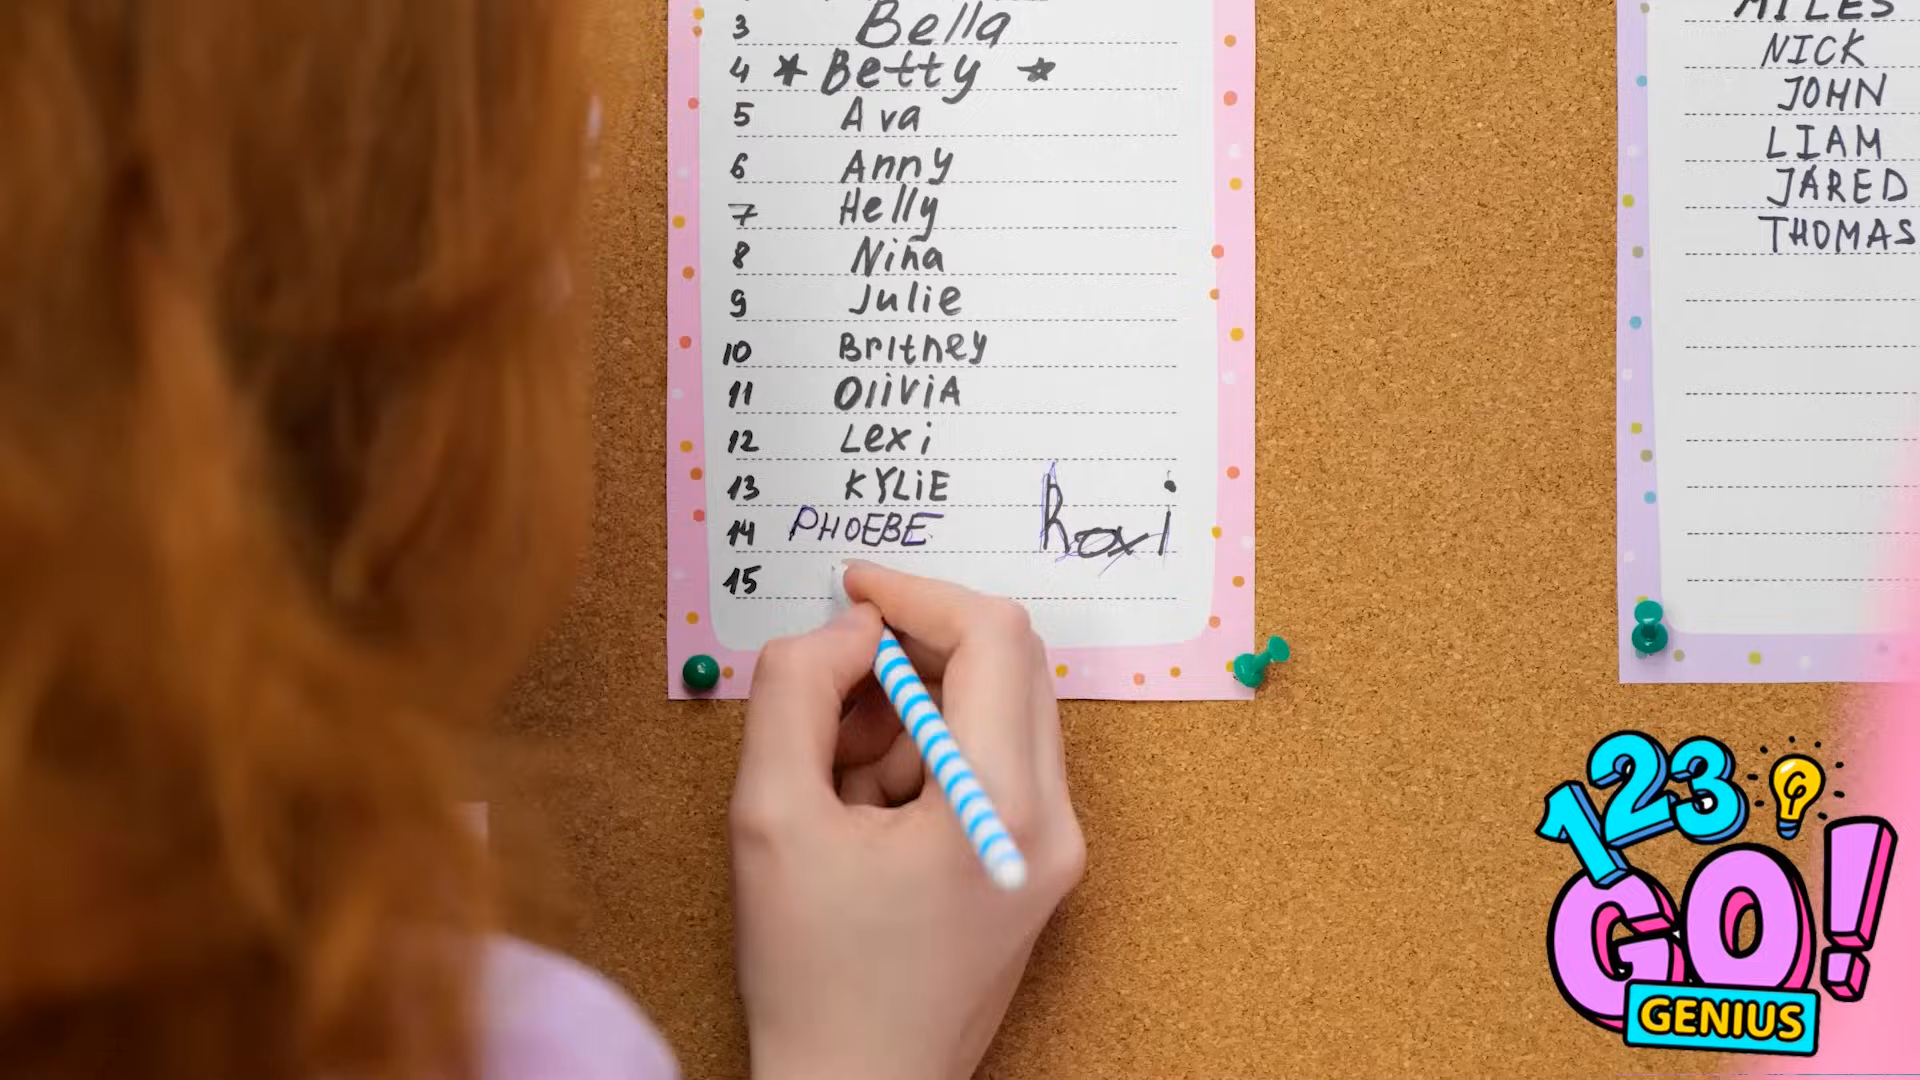 3 Bella
4 * Betty *
5 Ava
6 Anny
7 Helly
8 Nina
9 Julie
10 Britney
11 OliviA
12 Lexi
13 KYLiE
14 PHOEBE Roxi
15
MILES
NICK
JOHN
LIAM
JARED
THOMAS
123
GO!
GENIUS